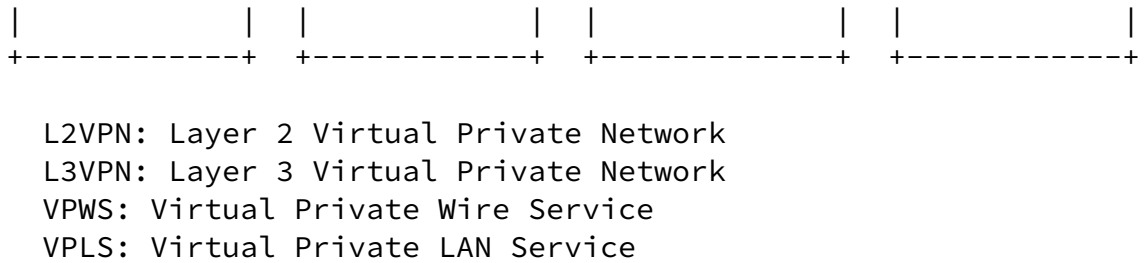 |            |  |            |  |             |  |            |
+------------+  +------------+  +-------------+  +------------+
L2VPN: Layer 2 Virtual Private Network
L3VPN: Layer 3 Virtual Private Network
VPWS: Virtual Private Wire Service
VPLS: Virtual Private LAN Service